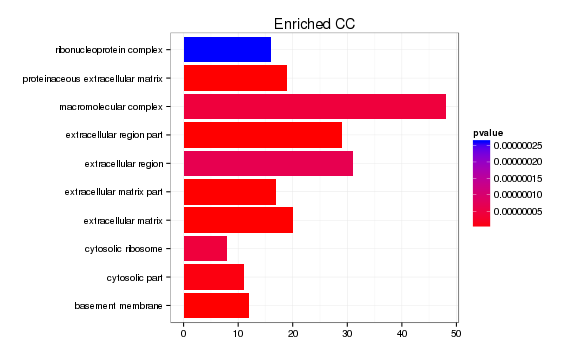 Enriched CC
ribonucleoprotein complex
proteinaceous extracellular matrix
macromolecular complex
extracellular region part
extracellular region
extracellular matrix part
extracellular matrix
cytosolic ribosome
cytosolic part
basement membrane
0 10 20 30 40 50
pvalue
0.00000025
0.00000020
0.00000015
0.00000010
0.00000005